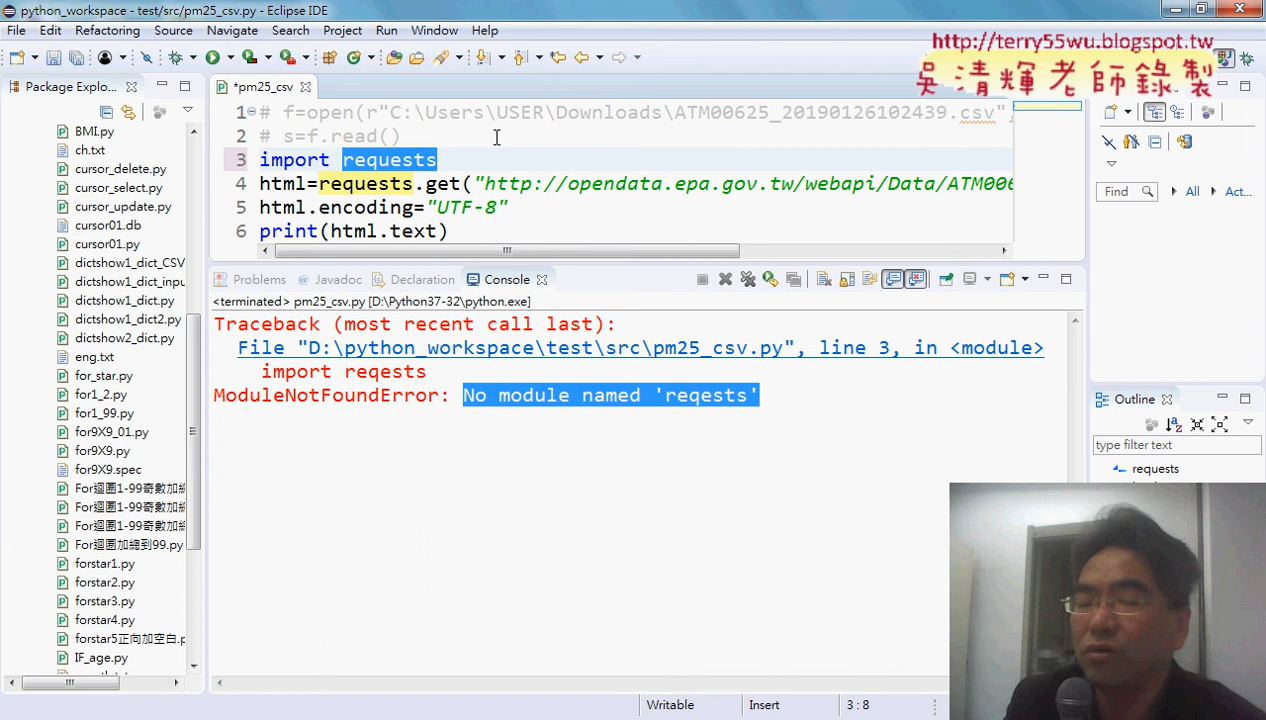 python_workspace - test/src/pm25_csv.py - Eclipse IDE
File Edit Refactoring Source Navigate Search Project Run Window Help
http://terry55wu.blogspot.tw
吳清輝老師錄製
Package Explo...
*pm25_csv
BMI.py
ch.txt
cursor_delete.py
cursor_select.py
cursor_update.py
cursor01.db
cursor01.py
dictshow1_dict_CSV
dictshow1_dict_inpu
dictshow1_dict.py
dictshow1_dict2.py
dictshow2_dict.py
eng.txt
for_star.py
for1_2.py
for1_99.py
for9X9_01.py
for9X9.py
for9X9.spec
For迴圈1-99奇數加總
For迴圈1-99奇數加總
For迴圈1-99奇數加總
For迴圈加總到99.py
forstar1.py
forstar2.py
forstar3.py
forstar4.py
forstar5正向加空白.p
IF_age.py
1 # f=open(r"C:\Users\USER\Downloads\ATM00625_20190126102439.csv",
2 # s=f.read()
3 import requests
4 html=requests.get("http://opendata.epa.gov.tw/webapi/Data/ATM006
5 html.encoding="UTF-8"
6 print(html.text)
Problems @ Javadoc Declaration Console
<terminated> pm25_csv.py [D:\Python37-32\python.exe]
Traceback (most recent call last):
File "D:\python_workspace\test\src\pm25_csv.py", line 3, in <module>
import reqests
ModuleNotFoundError: No module named 'reqests'
Find All Act...
Outline
type filter text
requests
Writable Insert 3 : 8